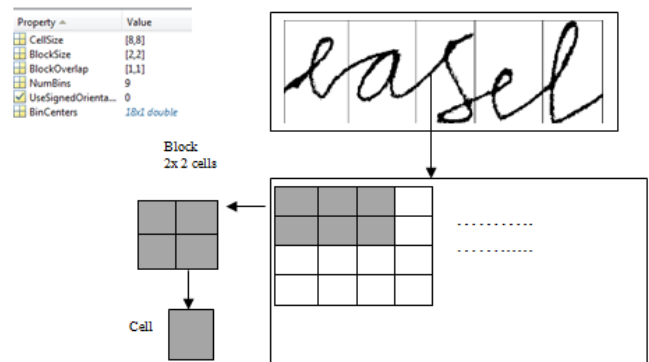 Property Value
CellSize [8,8]
BlockSize [2,2]
BlockOverlap [1,1]
NumBins 9
UseSignedOrienta... 0
BinCenters 18x1 double
easel
Block
2x 2 cells
Cell